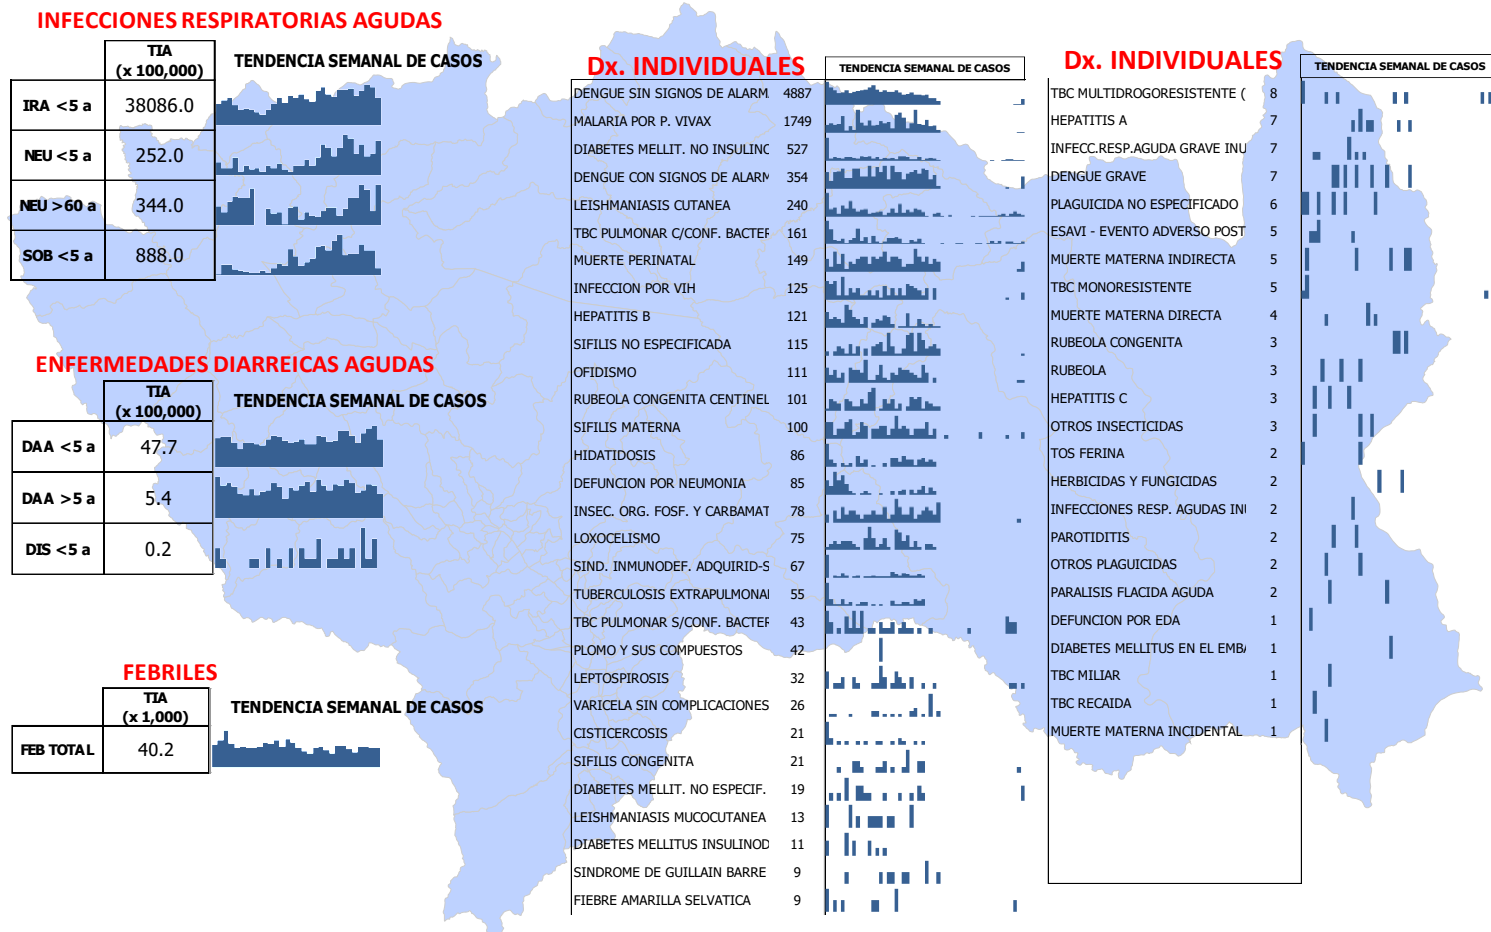 INFECCIONES RESPIRATORIAS AGUDAS
TIA
(x 100,000)
TENDENCIA SEMANAL DE CASOS
IRA <5 a 38086.0
NEU <5 a 252.0
NEU >60 a 344.0
SOB <5 a 888.0
ENFERMEDADES DIARREICAS AGUDAS
TIA
(x 100,000)
TENDENCIA SEMANAL DE CASOS
DAA <5 a 47.7
DAA >5 a 5.4
DIS <5 a 0.2
FEBRILES
TIA
(x 1,000)
TENDENCIA SEMANAL DE CASOS
FEB TOTAL 40.2
Dx. INDIVIDUALES
TENDENCIA SEMANAL DE CASOS
DENGUE SIN SIGNOS DE ALARM 4887
MALARIA POR P. VIVAX 1749
DIABETES MELLIT. NO INSULINO 527
DENGUE CON SIGNOS DE ALARM 354
LEISHMANIASIS CUTANEA 240
TBC PULMONAR C/CONF. BACTER 161
MUERTE PERINATAL 149
INFECCION POR VIH 125
HEPATITIS B 121
SIFILIS NO ESPECIFICADA 115
OFIDISMO 111
RUBEOLA CONGENITA CENTINEL 101
SIFILIS MATERNA 100
HIDATIDOSIS 86
DEFUNCION POR NEUMONIA 85
INSEC. ORG. FOSF. Y CARBAMAT 78
LOXOCELISMO 75
SIND. INMUNODEF. ADQUIRID-S 67
TUBERCULOSIS EXTRAPULMONA 55
TBC PULMONAR S/CONF. BACTER 43
PLOMO Y SUS COMPUESTOS 42
LEPTOSPIROSIS 32
VARICELA SIN COMPLICACIONES 26
CISTICERCOSIS 21
SIFILIS CONGENITA 21
DIABETES MELLIT. NO ESPECIF. 19
LEISHMANIASIS MUCOCUTANEA 13
DIABETES MELLITUS INSULINOD 11
SINDROME DE GUILLAIN BARRE 9
FIEBRE AMARILLA SELVATICA 9
Dx. INDIVIDUALES
TENDENCIA SEMANAL DE CASOS
TBC MULTIDROGORESISTENTE ( 8
HEPATITIS A 7
INFECC.RESP.AGUDA GRAVE INU 7
DENGUE GRAVE 7
PLAGUICIDA NO ESPECIFICADO 6
ESAVI - EVENTO ADVERSO POST 5
MUERTE MATERNA INDIRECTA 5
TBC MONORESISTENTE 5
MUERTE MATERNA DIRECTA 4
RUBEOLA CONGENITA 3
RUBEOLA 3
HEPATITIS C 3
OTROS INSECTICIDAS 3
TOS FERINA 2
HERBICIDAS Y FUNGICIDAS 2
INFECCIONES RESP. AGUDAS IN 2
PAROTIDITIS 2
OTROS PLAGUICIDAS 2
PARALISIS FLACIDA AGUDA 2
DEFUNCION POR EDA 1
DIABETES MELLITUS EN EL EMB 1
TBC MILIAR 1
TBC RECAIDA 1
MUERTE MATERNA INCIDENTAL 1